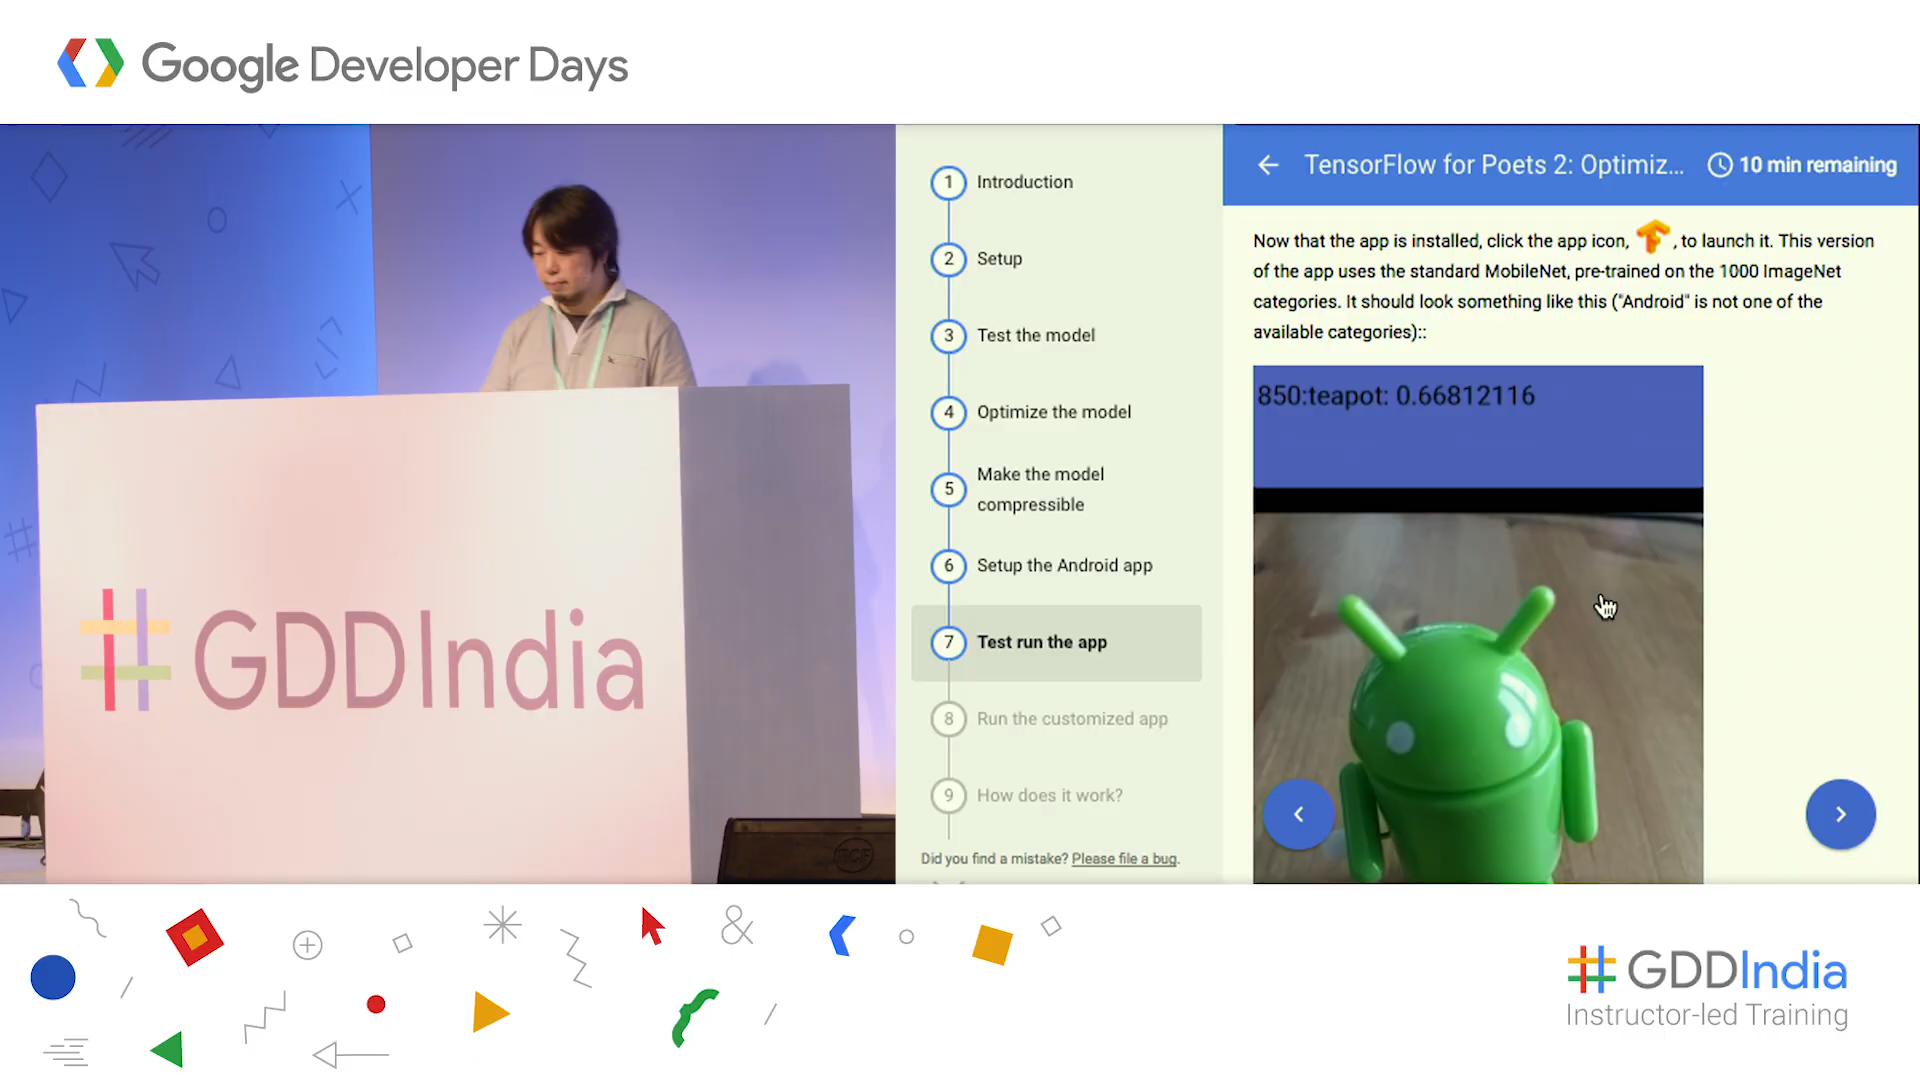 Google Developer Days
#GDDIndia
1 Introduction
2 Setup
3 Test the model
4 Optimize the model
5 Make the model
compressible
6 Setup the Android app
7 Test run the app
8 Run the customized app
9 How does it work?
Did you find a mistake? Please file a bug.
← TensorFlow for Poets 2: Optimiz... 10 min remaining
Now that the app is installed, click the app icon, , to launch it. This version
of the app uses the standard MobileNet, pre-trained on the 1000 ImageNet
categories. It should look something like this ("Android" is not one of the
available categories)::
850:teapot: 0.66812116
&
#GDDIndia
Instructor-led Training